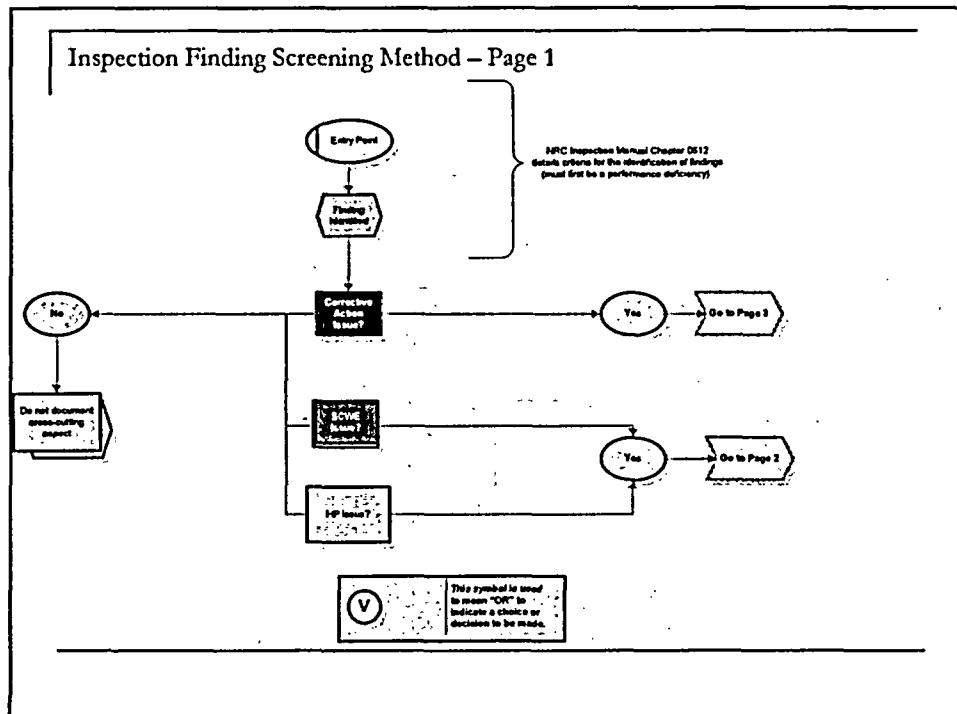 Inspection Finding Screening Method – Page 1
Entry Point
NRC Inspection Manual Chapter 0612
details criteria for the identification of findings
(must first be a performance deficiency)
Finding
Identified
No
Corrective
Action
Issue?
Yes
Go to Page 3
Do not document
cross-cutting
aspect
SCWE
Issue?
Yes
Go to Page 2
HP Issue?
V
This symbol is used
to mean "OR" to
indicate a choice or
decision to be made.